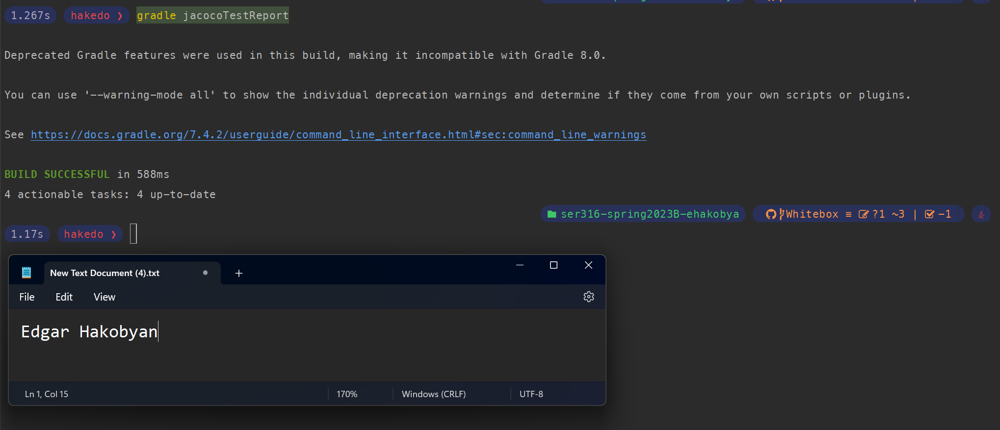 1.267s hakedo ❯ gradle jacocoTestReport
Deprecated Gradle features were used in this build, making it incompatible with Gradle 8.0.
You can use '--warning-mode all' to show the individual deprecation warnings and determine if they come from your own scripts or plugins.
See https://docs.gradle.org/7.4.2/userguide/command_line_interface.html#sec:command_line_warnings
BUILD SUCCESSFUL in 588ms
4 actionable tasks: 4 up-to-date
ser316-spring2023B-ehakobya Whitebox ≡ ?1 ~3 | -1
1.17s hakedo ❯
New Text Document (4).txt
File Edit View
Edgar Hakobyan
Ln 1, Col 15 170% Windows (CRLF) UTF-8